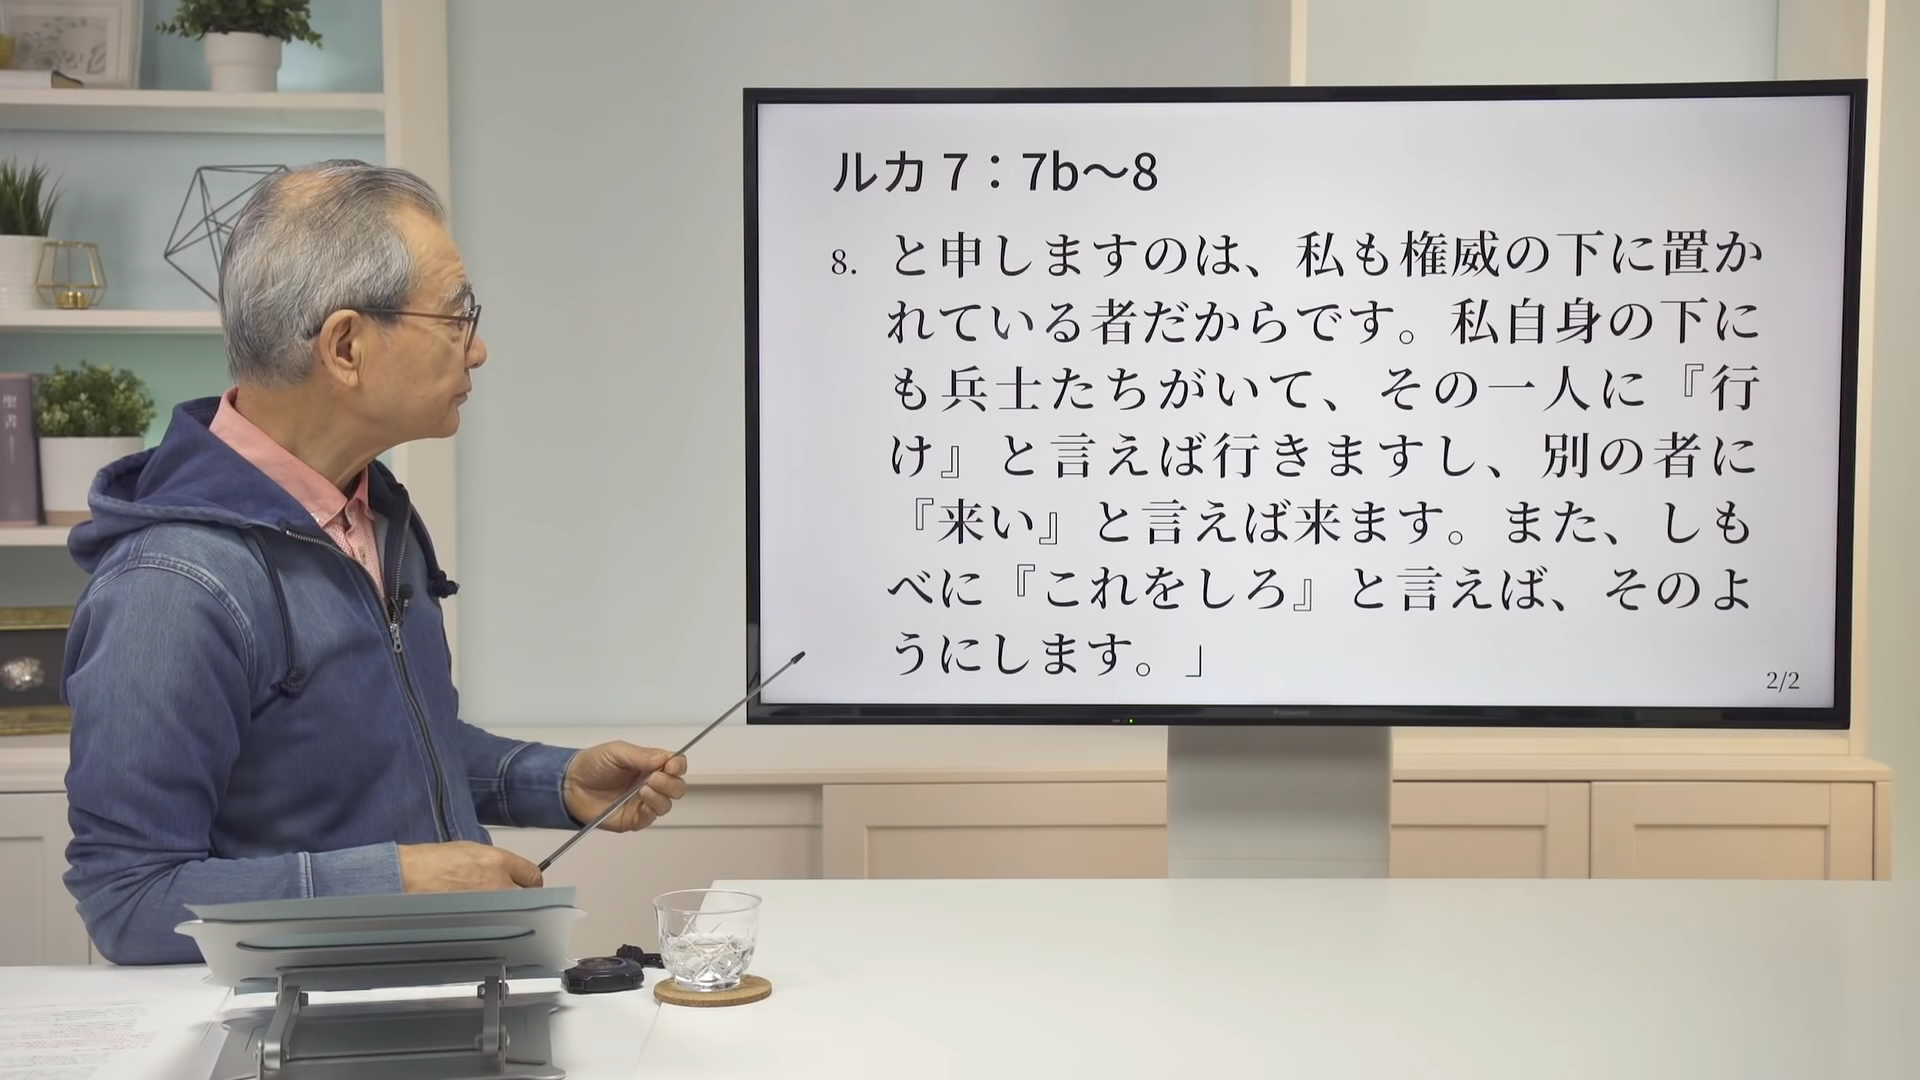 ルカ 7：7b〜8
8. と申しますのは、私も権威の下に置か
れている者だからです。私自身の下に
も兵士たちがいて、その一人に『行
け』と言えば行きますし、別の者に
『来い』と言えば来ます。また、しも
べに『これをしろ』と言えば、そのよ
うにします。」
2/2
聖書